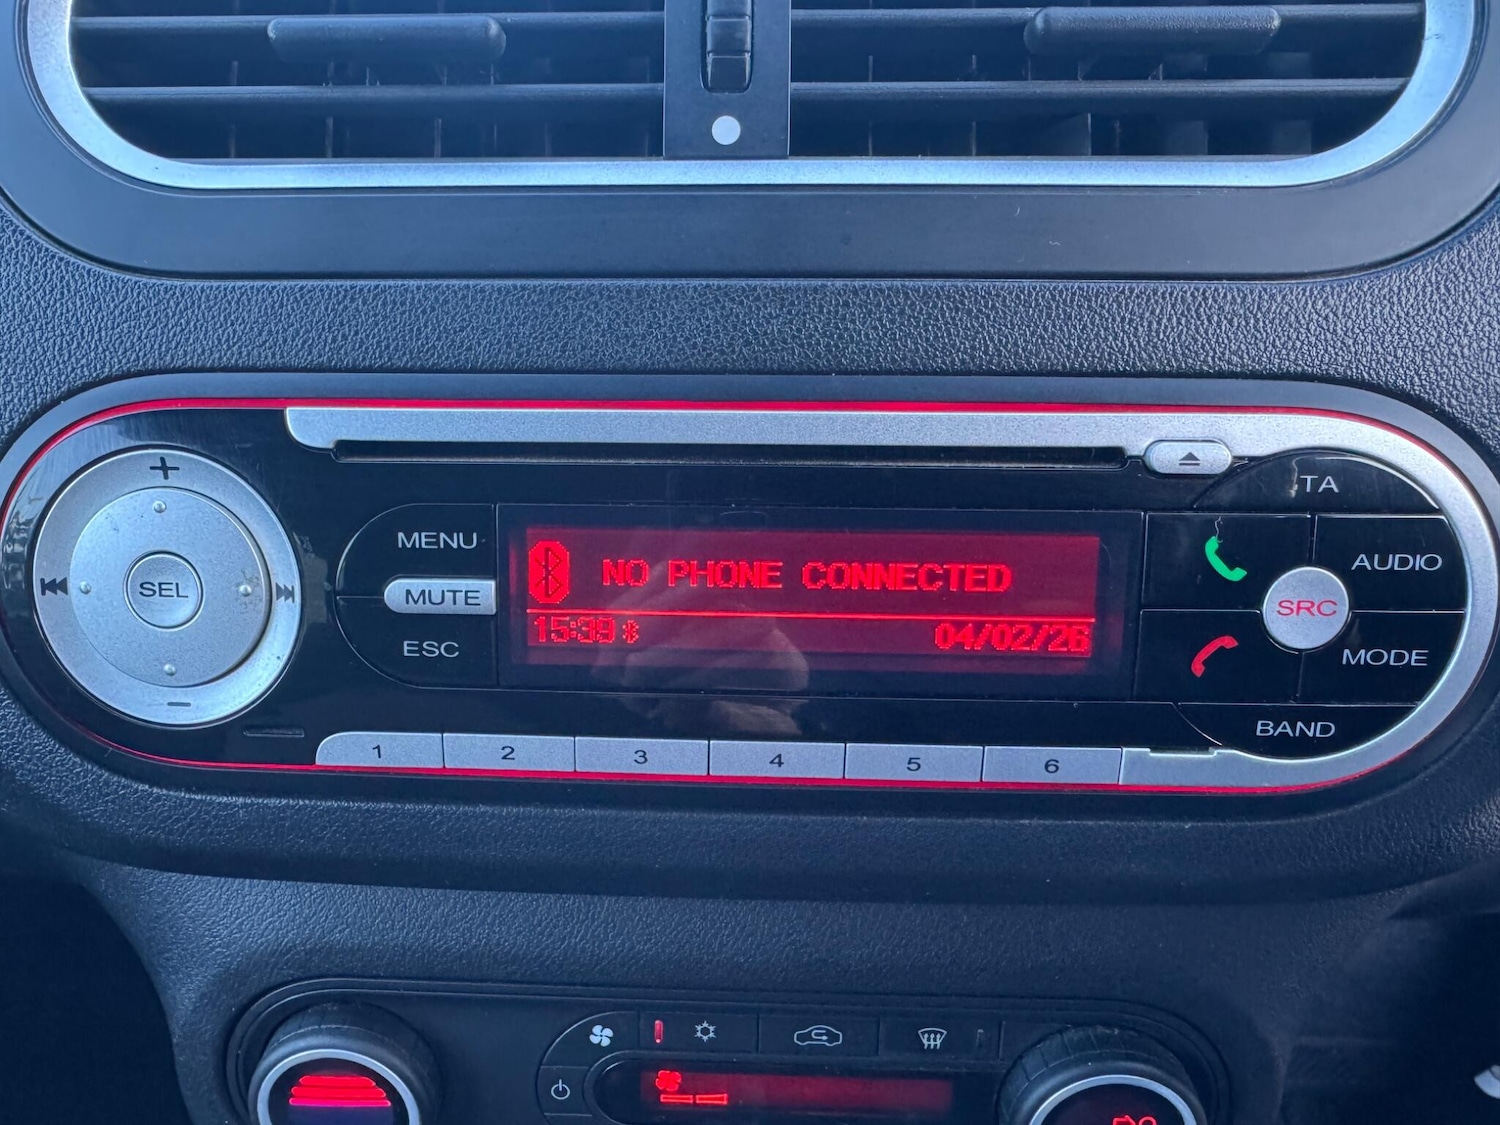 TA
MENU
NO PHONE CONNECTED
AUDIO
SEL
MUTE
SRC
15:39
04/02/26
ESC
MODE
BAND
1 2 3 4 5 6